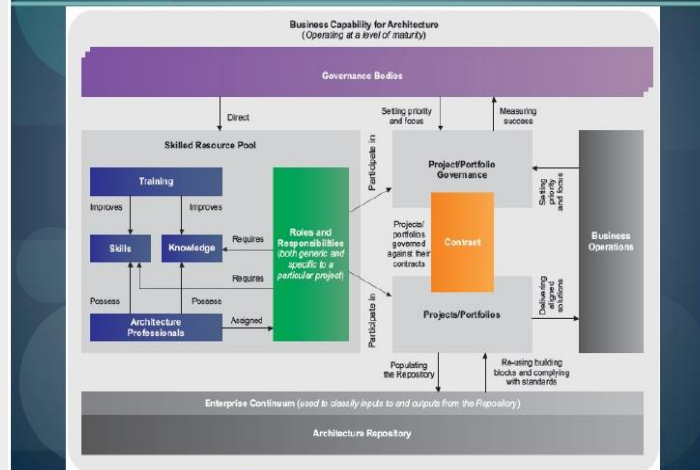 Business Capability for Architecture
(Operating at a level of maturity)
Governance Bodies
Direct
Setting priority
and focus
Measuring
success
Skilled Resource Pool
Training
Improves
Improves
Skills
Knowledge
Possess
Possess
Architecture
Professionals
Requires
Requires
Assigned
Roles and
Responsibilities
(both generic and
specific to a
particular project)
Participate in
Participate in
Project/Portfolio
Governance
Projects/
portfolios
governed
against their
contracts
Contract
Projects/Portfolios
Setting
priority
and focus
Delivering
aligned
solutions
Business
Operations
Populating
the Repository
Re-using building
blocks and complying
with standards
Enterprise Continuum (used to classify inputs to and outputs from the Repository)
Architecture Repository